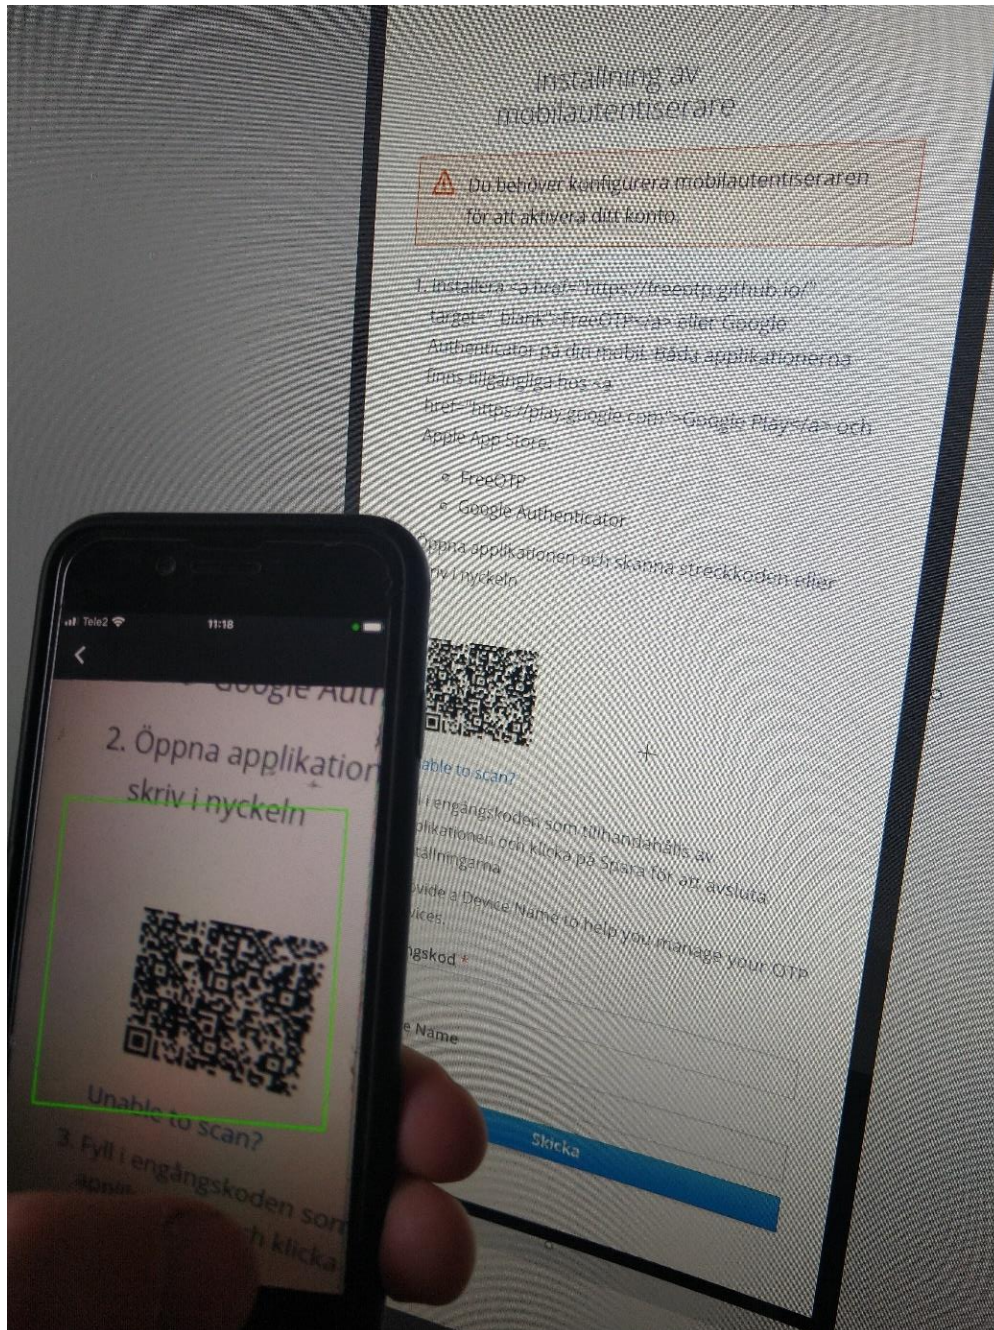 Inställning av
mobilautentiserare
Du behöver konfigurera mobilautentiseraren
för att aktivera ditt konto.
1. Installera <a href="https://freeotp.github.io/"
target="_blank">FreeOTP</a> eller Google
Authenticator på din mobil. Båda applikationerna
finns tillgängliga hos <a
href="https://play.google.com">Google Play</a> och
Apple App Store.
FreeOTP
Google Authenticator
Öppna applikationen och skanna streckkoden eller
riv i nyckeln
able to scan?
l i engångskoden som tillhandahålls av
plikationen och klicka på Spara för att avsluta
tällningarna
ovide a Device Name to help you manage your OTP
vices.
ngskod *
e Name
Skicka
Tele2
11:18
Google Auth
2. Öppna applikation
skriv i nyckeln
Unable to scan?
3. Fyll i engångskoden som
h klicka